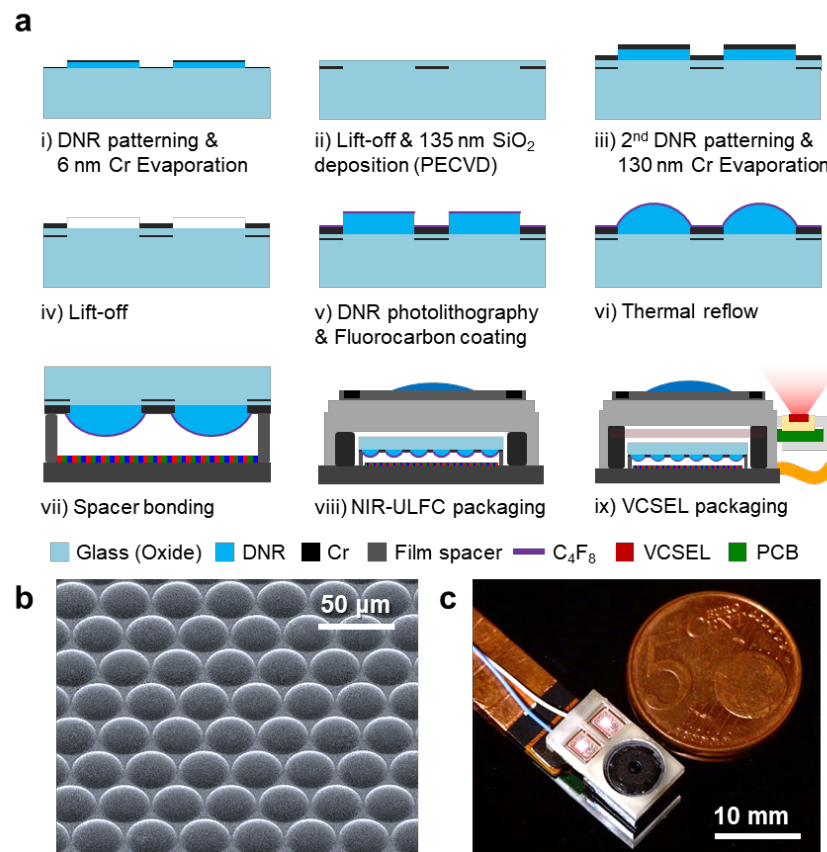 a
i) DNR patterning &
6 nm Cr Evaporation
ii) Lift-off & 135 nm SiO₂
deposition (PECVD)
iii) 2ⁿᵈ DNR patterning &
130 nm Cr Evaporation
iv) Lift-off
v) DNR photolithography
& Fluorocarbon coating
vi) Thermal reflow
vii) Spacer bonding
viii) NIR-ULFC packaging
ix) VCSEL packaging
Glass (Oxide) DNR Cr Film spacer C₄F₈ VCSEL PCB
b
50 μm
c
5
CENT
10 mm